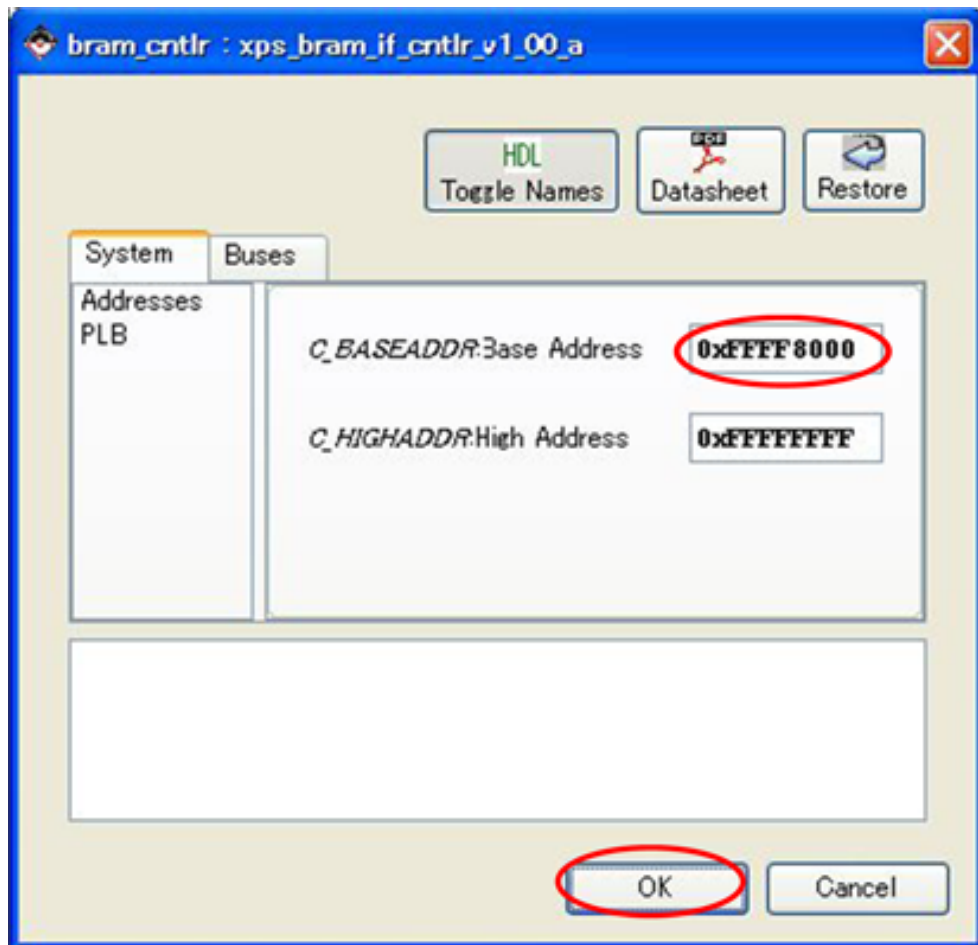 bram_cntlr : xps_bram_if_cntlr_v1_00_a
HDL
Toggle Names
PDF
Datasheet
Restore
System
Buses
Addresses
PLB
C_BASEADDR:Base Address
0xFFFF8000
C_HIGHADDR:High Address
0xFFFFFFFF
OK
Cancel